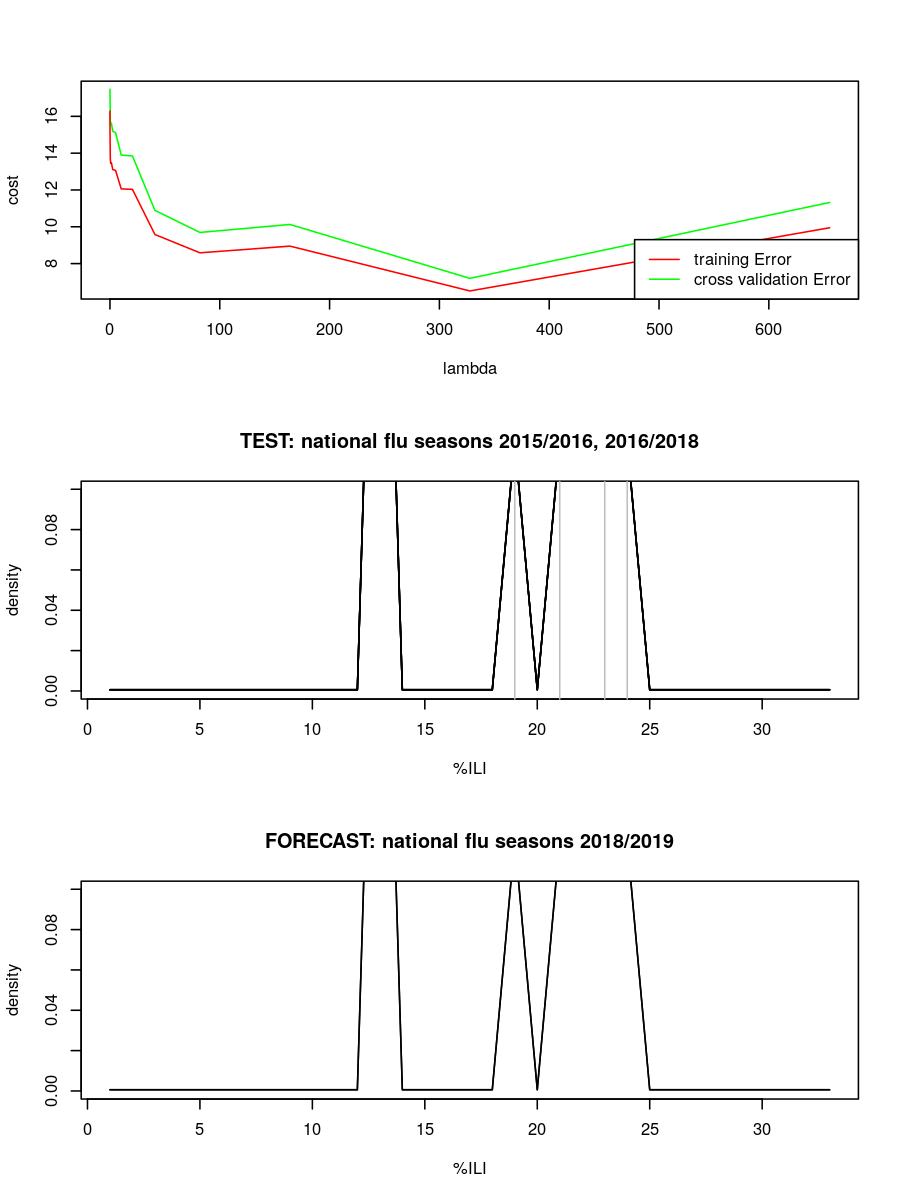 cost
16
14
12
10
8
training Error
cross validation Error
0 100 200 300 400 500 600
lambda
TEST: national flu seasons 2015/2016, 2016/2018
density
0.08
0.04
0.00
0 5 10 15 20 25 30
%ILI
FORECAST: national flu seasons 2018/2019
density
0.08
0.04
0.00
0 5 10 15 20 25 30
%ILI